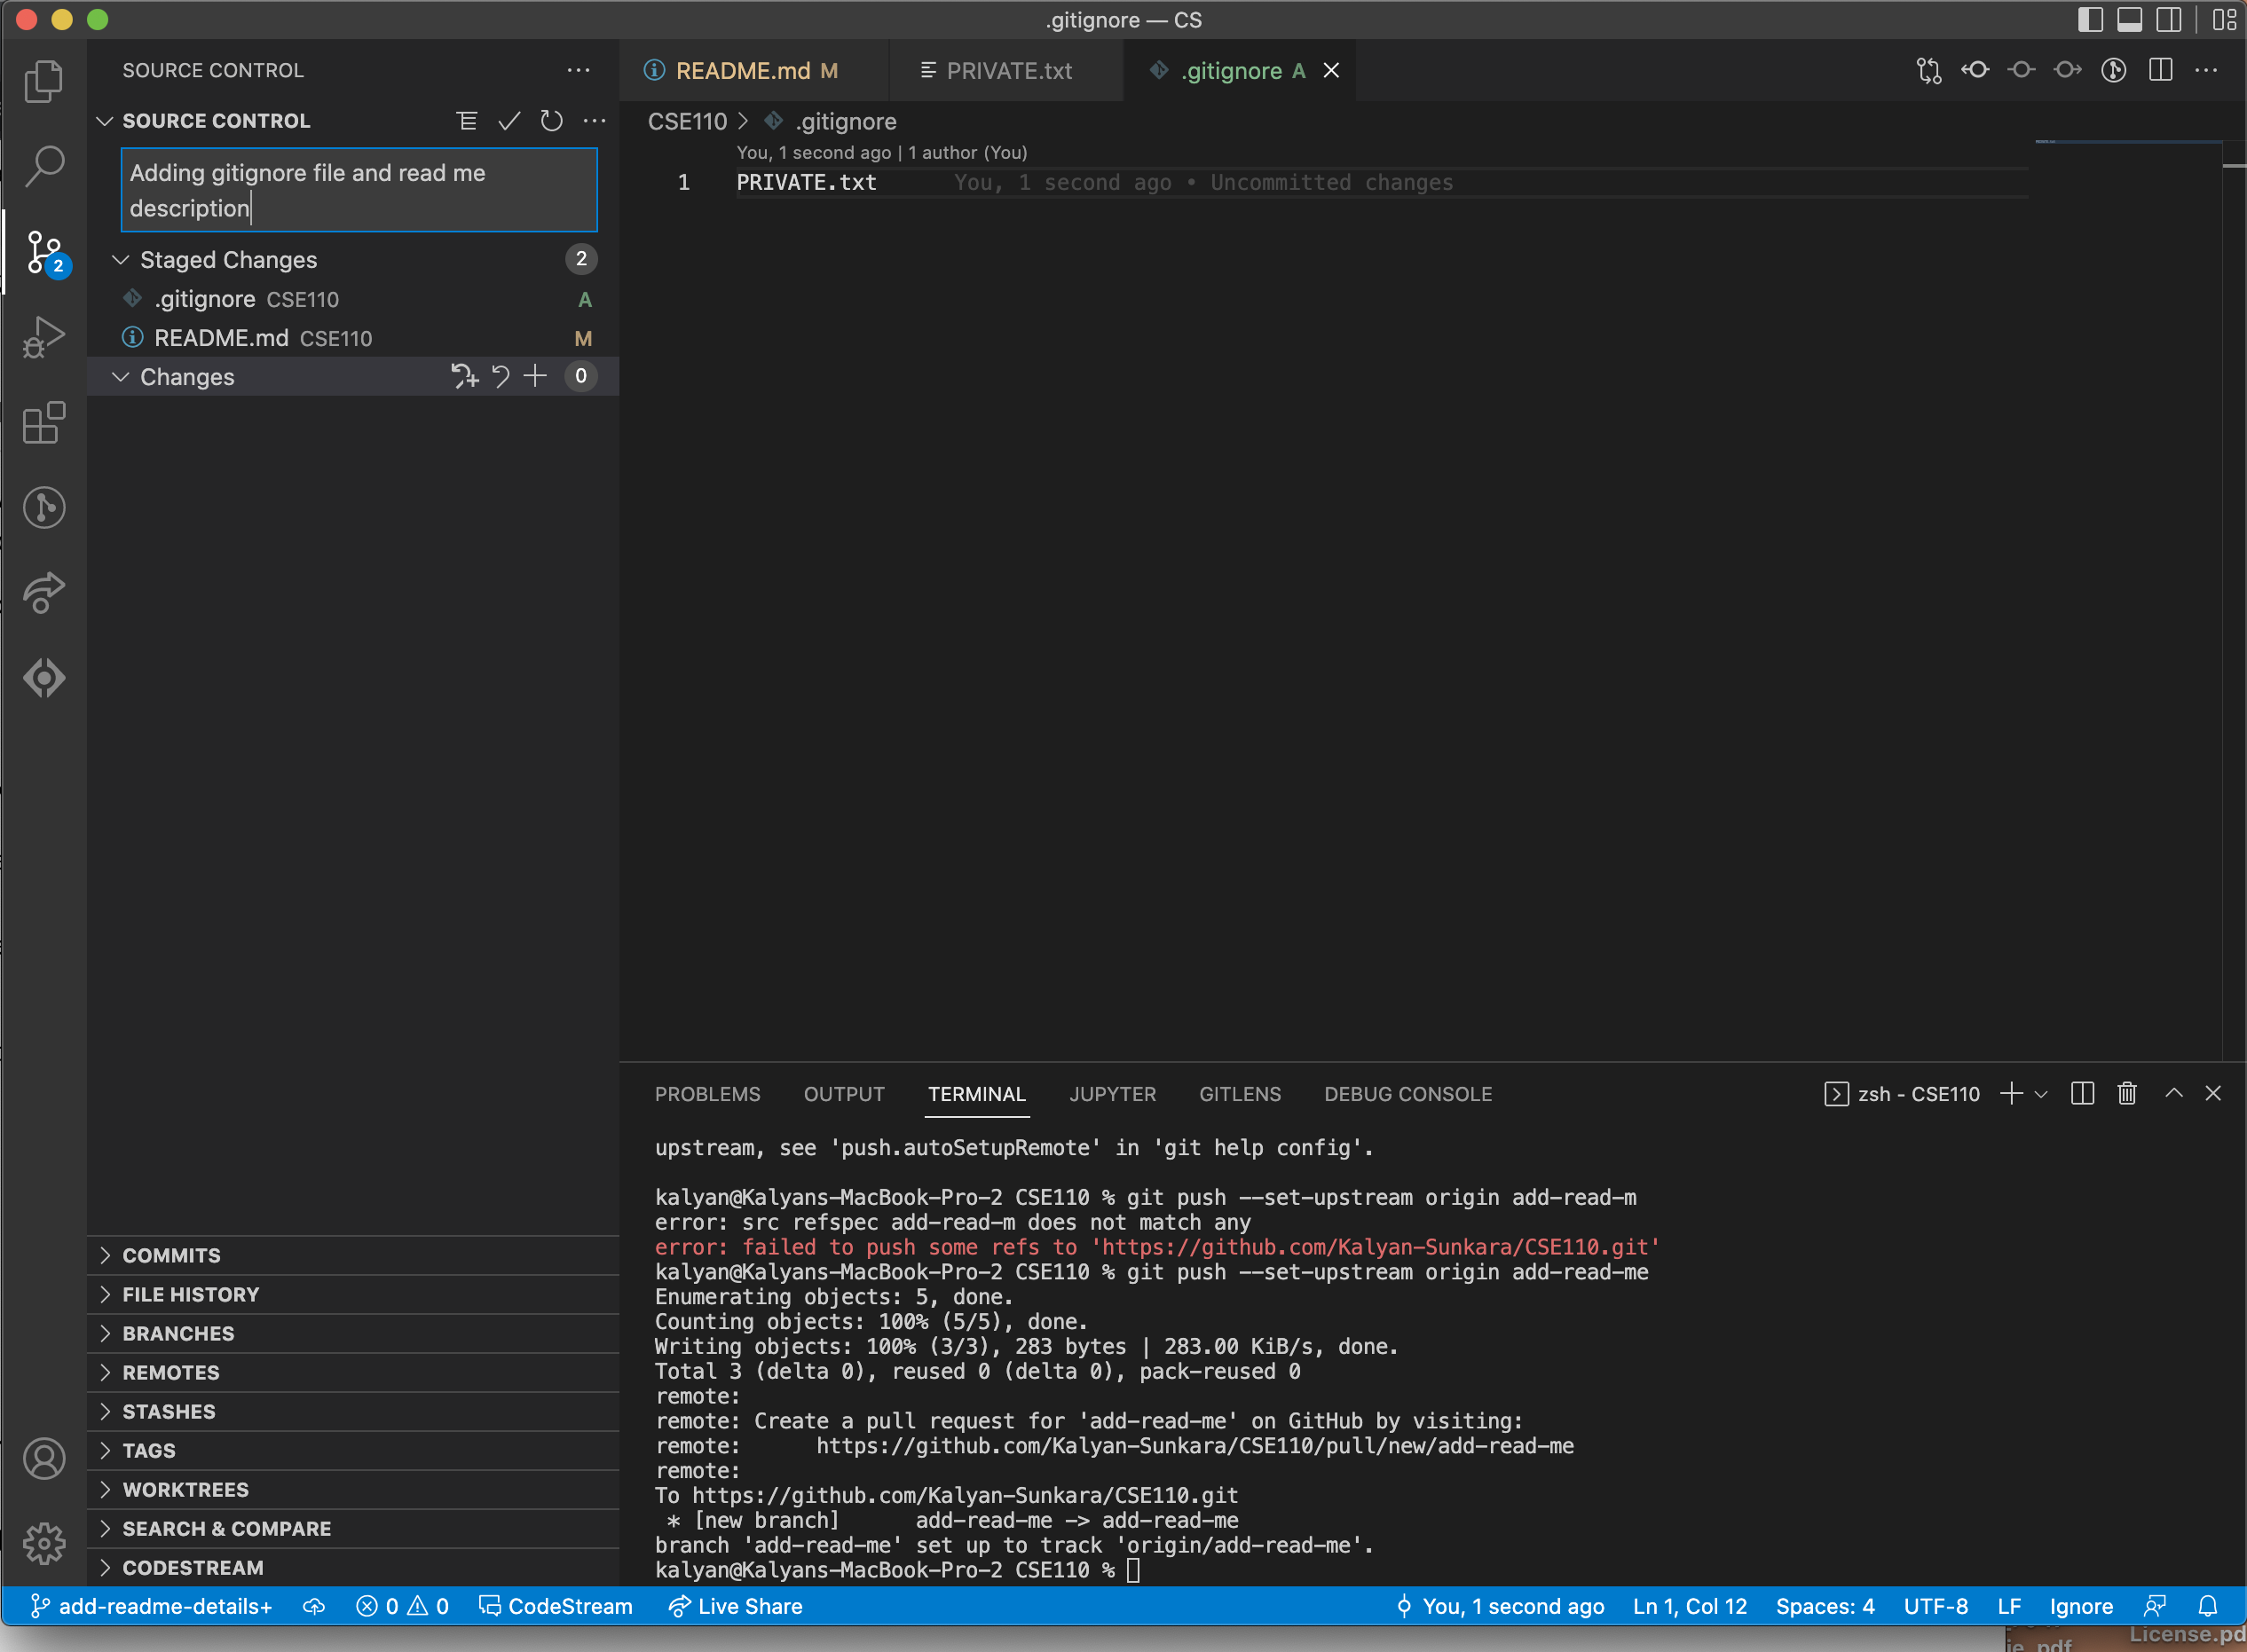 .gitignore — CS
SOURCE CONTROL
SOURCE CONTROL
Adding gitignore file and read me
description
Staged Changes 2
.gitignore CSE110 A
README.md CSE110 M
Changes 0
2
COMMITS
FILE HISTORY
BRANCHES
REMOTES
STASHES
TAGS
WORKTREES
SEARCH & COMPARE
CODESTREAM
README.md M PRIVATE.txt .gitignore A
CSE110 > .gitignore
You, 1 second ago | 1 author (You)
1 PRIVATE.txt You, 1 second ago • Uncommitted changes
PROBLEMS OUTPUT TERMINAL JUPYTER GITLENS DEBUG CONSOLE zsh - CSE110
upstream, see 'push.autoSetupRemote' in 'git help config'.
kalyan@Kalyans-MacBook-Pro-2 CSE110 % git push --set-upstream origin add-read-m
error: src refspec add-read-m does not match any
error: failed to push some refs to 'https://github.com/Kalyan-Sunkara/CSE110.git'
kalyan@Kalyans-MacBook-Pro-2 CSE110 % git push --set-upstream origin add-read-me
Enumerating objects: 5, done.
Counting objects: 100% (5/5), done.
Writing objects: 100% (3/3), 283 bytes | 283.00 KiB/s, done.
Total 3 (delta 0), reused 0 (delta 0), pack-reused 0
remote:
remote: Create a pull request for 'add-read-me' on GitHub by visiting:
remote:      https://github.com/Kalyan-Sunkara/CSE110/pull/new/add-read-me
remote:
To https://github.com/Kalyan-Sunkara/CSE110.git
 * [new branch]      add-read-me -> add-read-me
branch 'add-read-me' set up to track 'origin/add-read-me'.
kalyan@Kalyans-MacBook-Pro-2 CSE110 %
add-readme-details+ 0 0 CodeStream Live Share You, 1 second ago Ln 1, Col 12 Spaces: 4 UTF-8 LF Ignore
License.pd